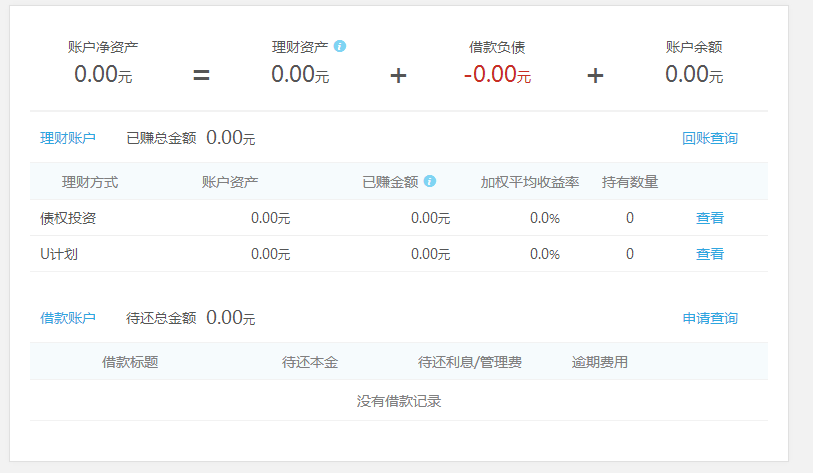 账户净资产 理财资产 借款负债 账户余额
0.00元 = 0.00元 + -0.00元 + 0.00元
理财账户 已赚总金额 0.00元 回账查询
理财方式 账户资产 已赚金额 加权平均收益率 持有数量
债权投资 0.00元 0.00元 0.0% 0 查看
U计划 0.00元 0.00元 0.0% 0 查看
借款账户 待还总金额 0.00元 申请查询
借款标题 待还本金 待还利息/管理费 逾期费用
没有借款记录